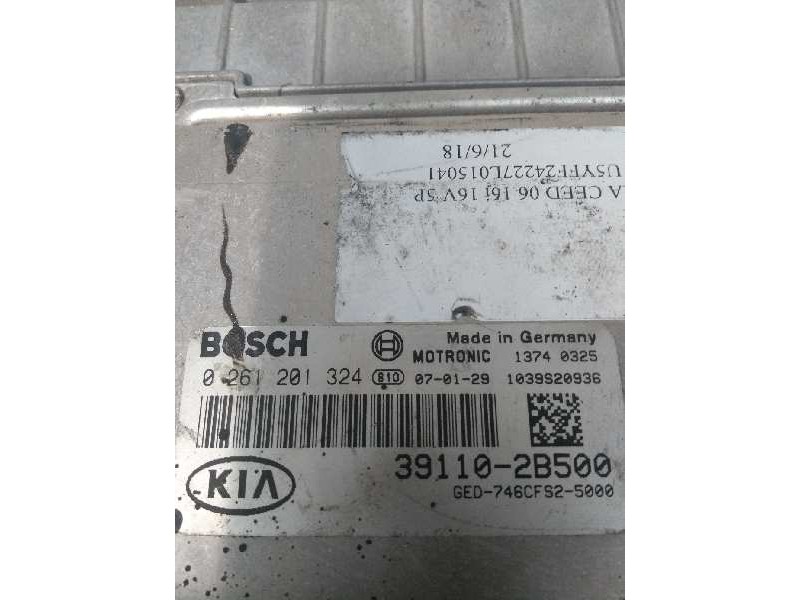 21/6/18
U5YFF24227L015041
A CEED 06 16i 16V 5P
BOSCH
Made in Germany
MOTRONIC 1374 0325
0 261 201 324 810 07-01-29 1039S20936
39110-2B500
KIA
GED-746CFS2-5000